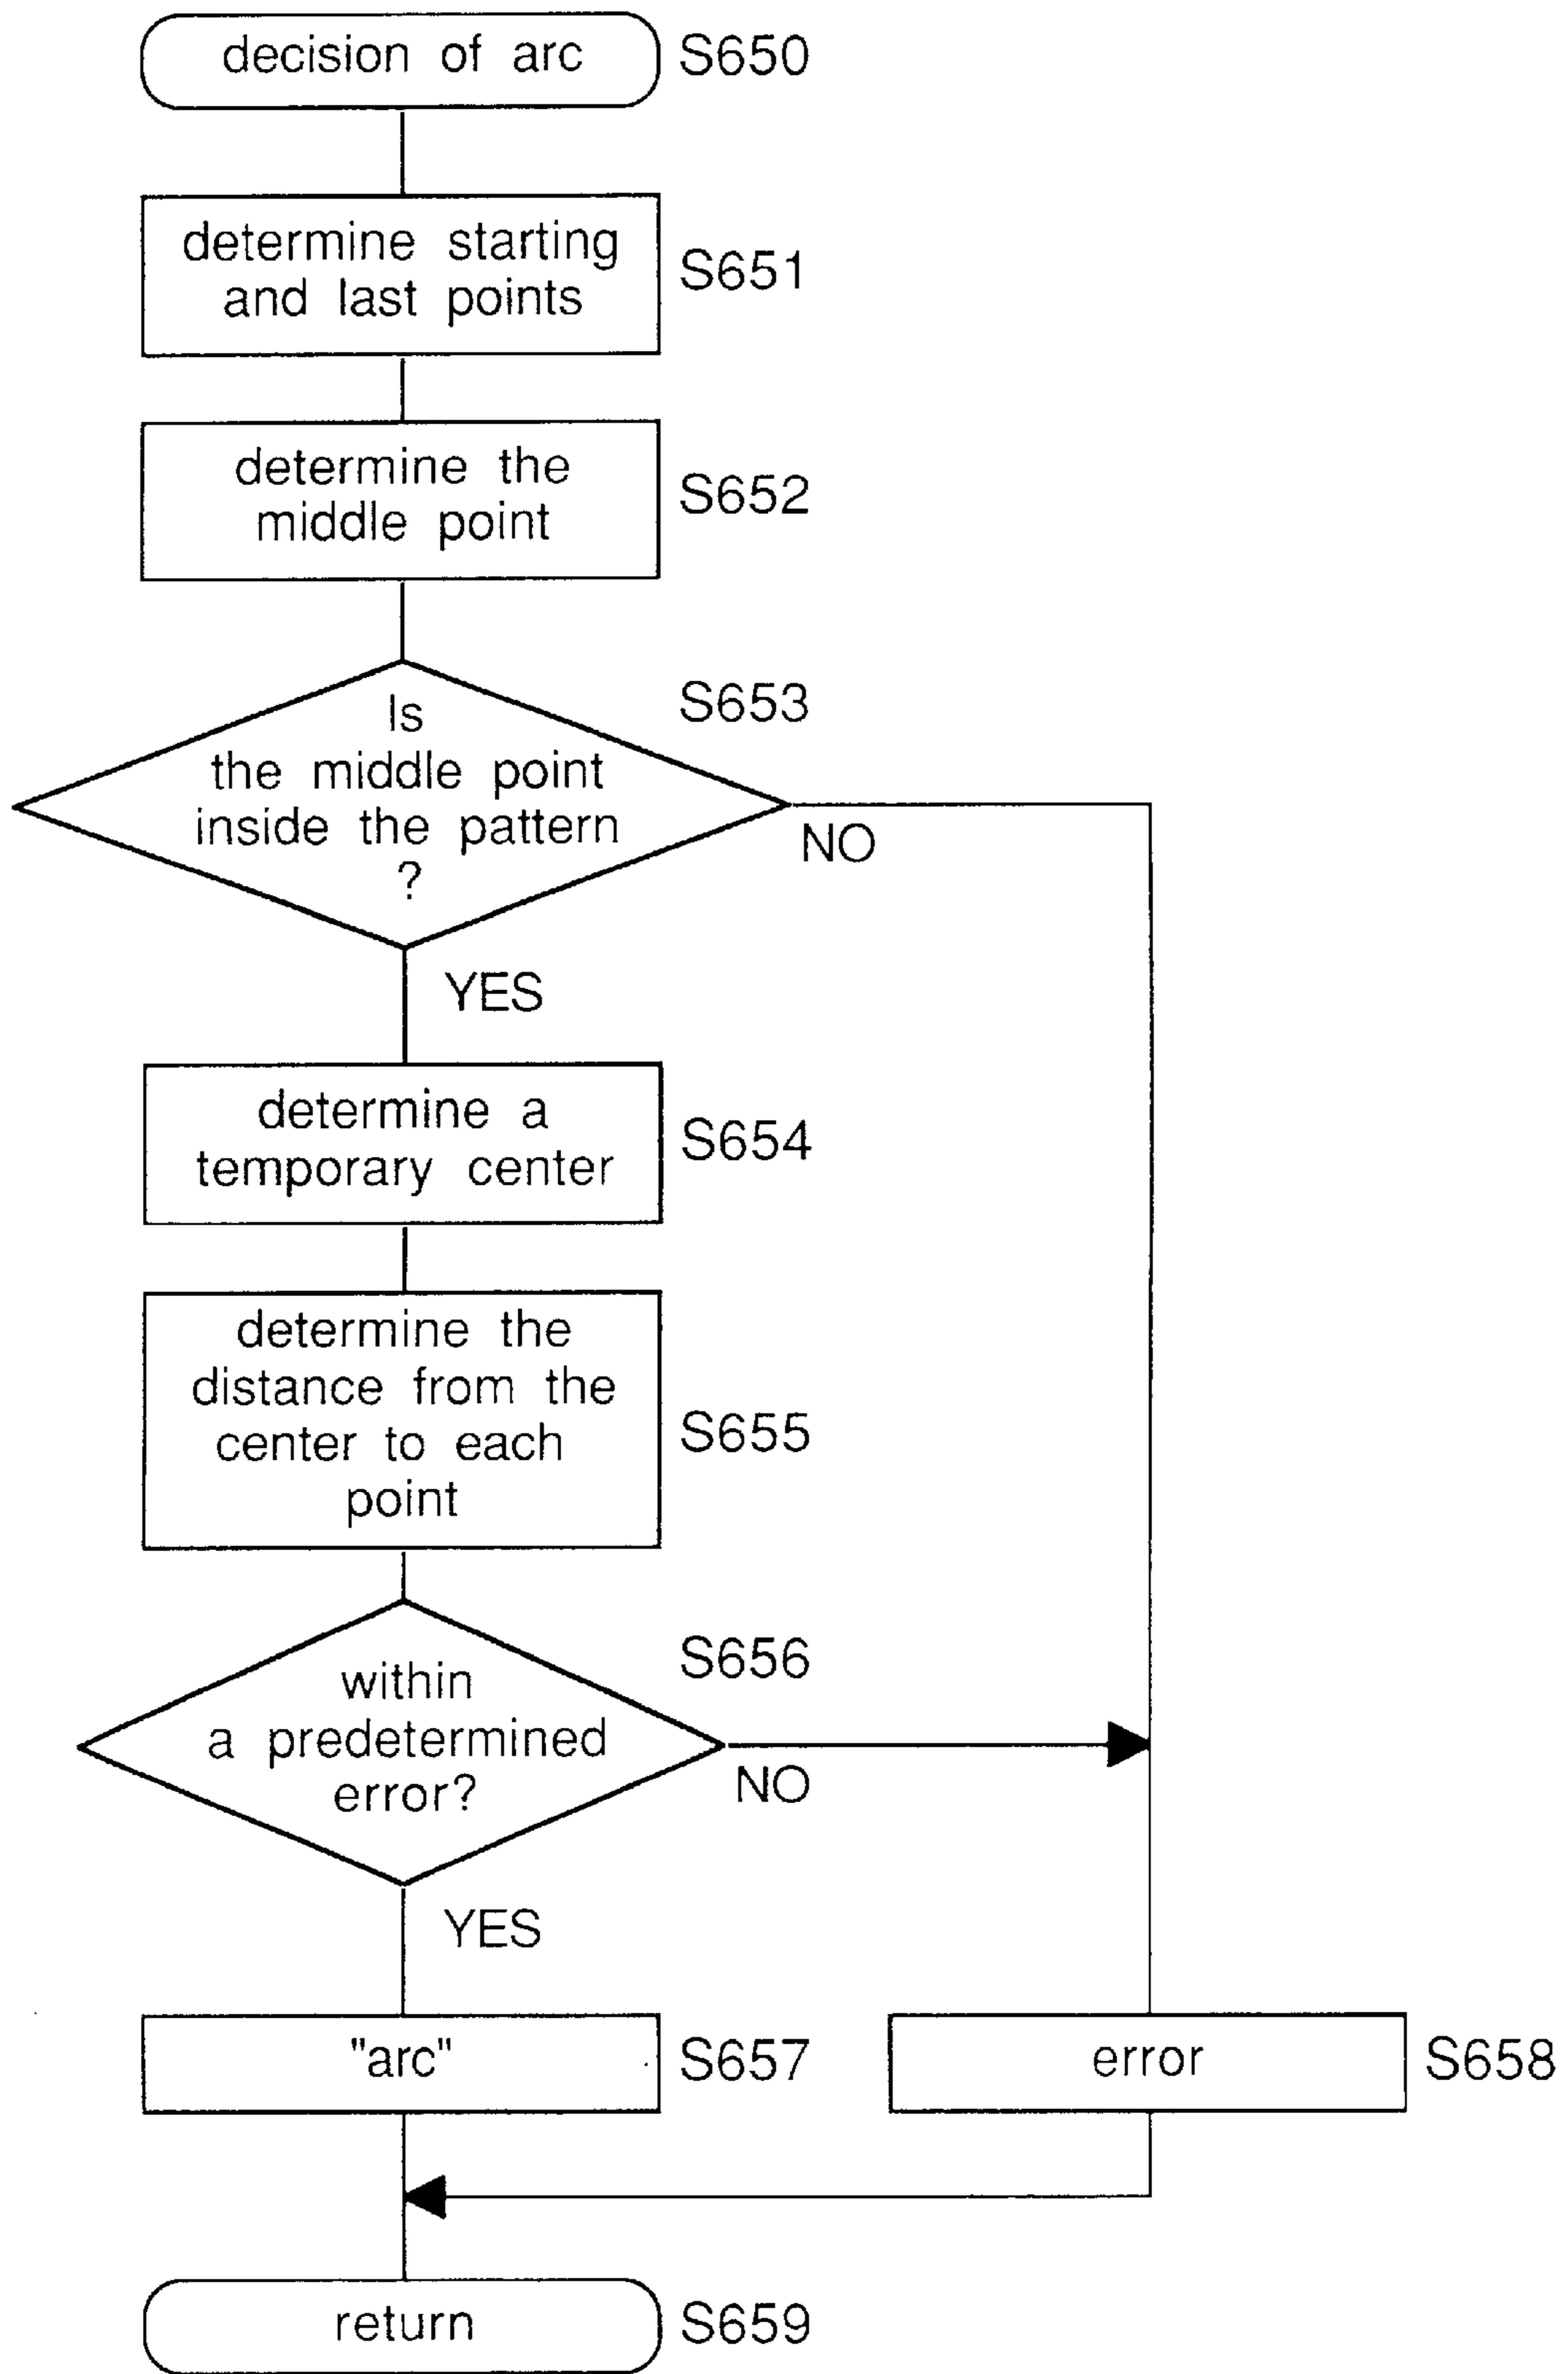 decision of arc
S650
determine starting
and last points
S651
determine the
middle point
S652
Is
the middle point
inside the pattern
?
S653
NO
YES
determine a
temporary center
S654
determine the
distance from the
center to each
point
S655
within
a predetermined
error?
S656
NO
YES
"arc"
S657
error
S658
return
S659